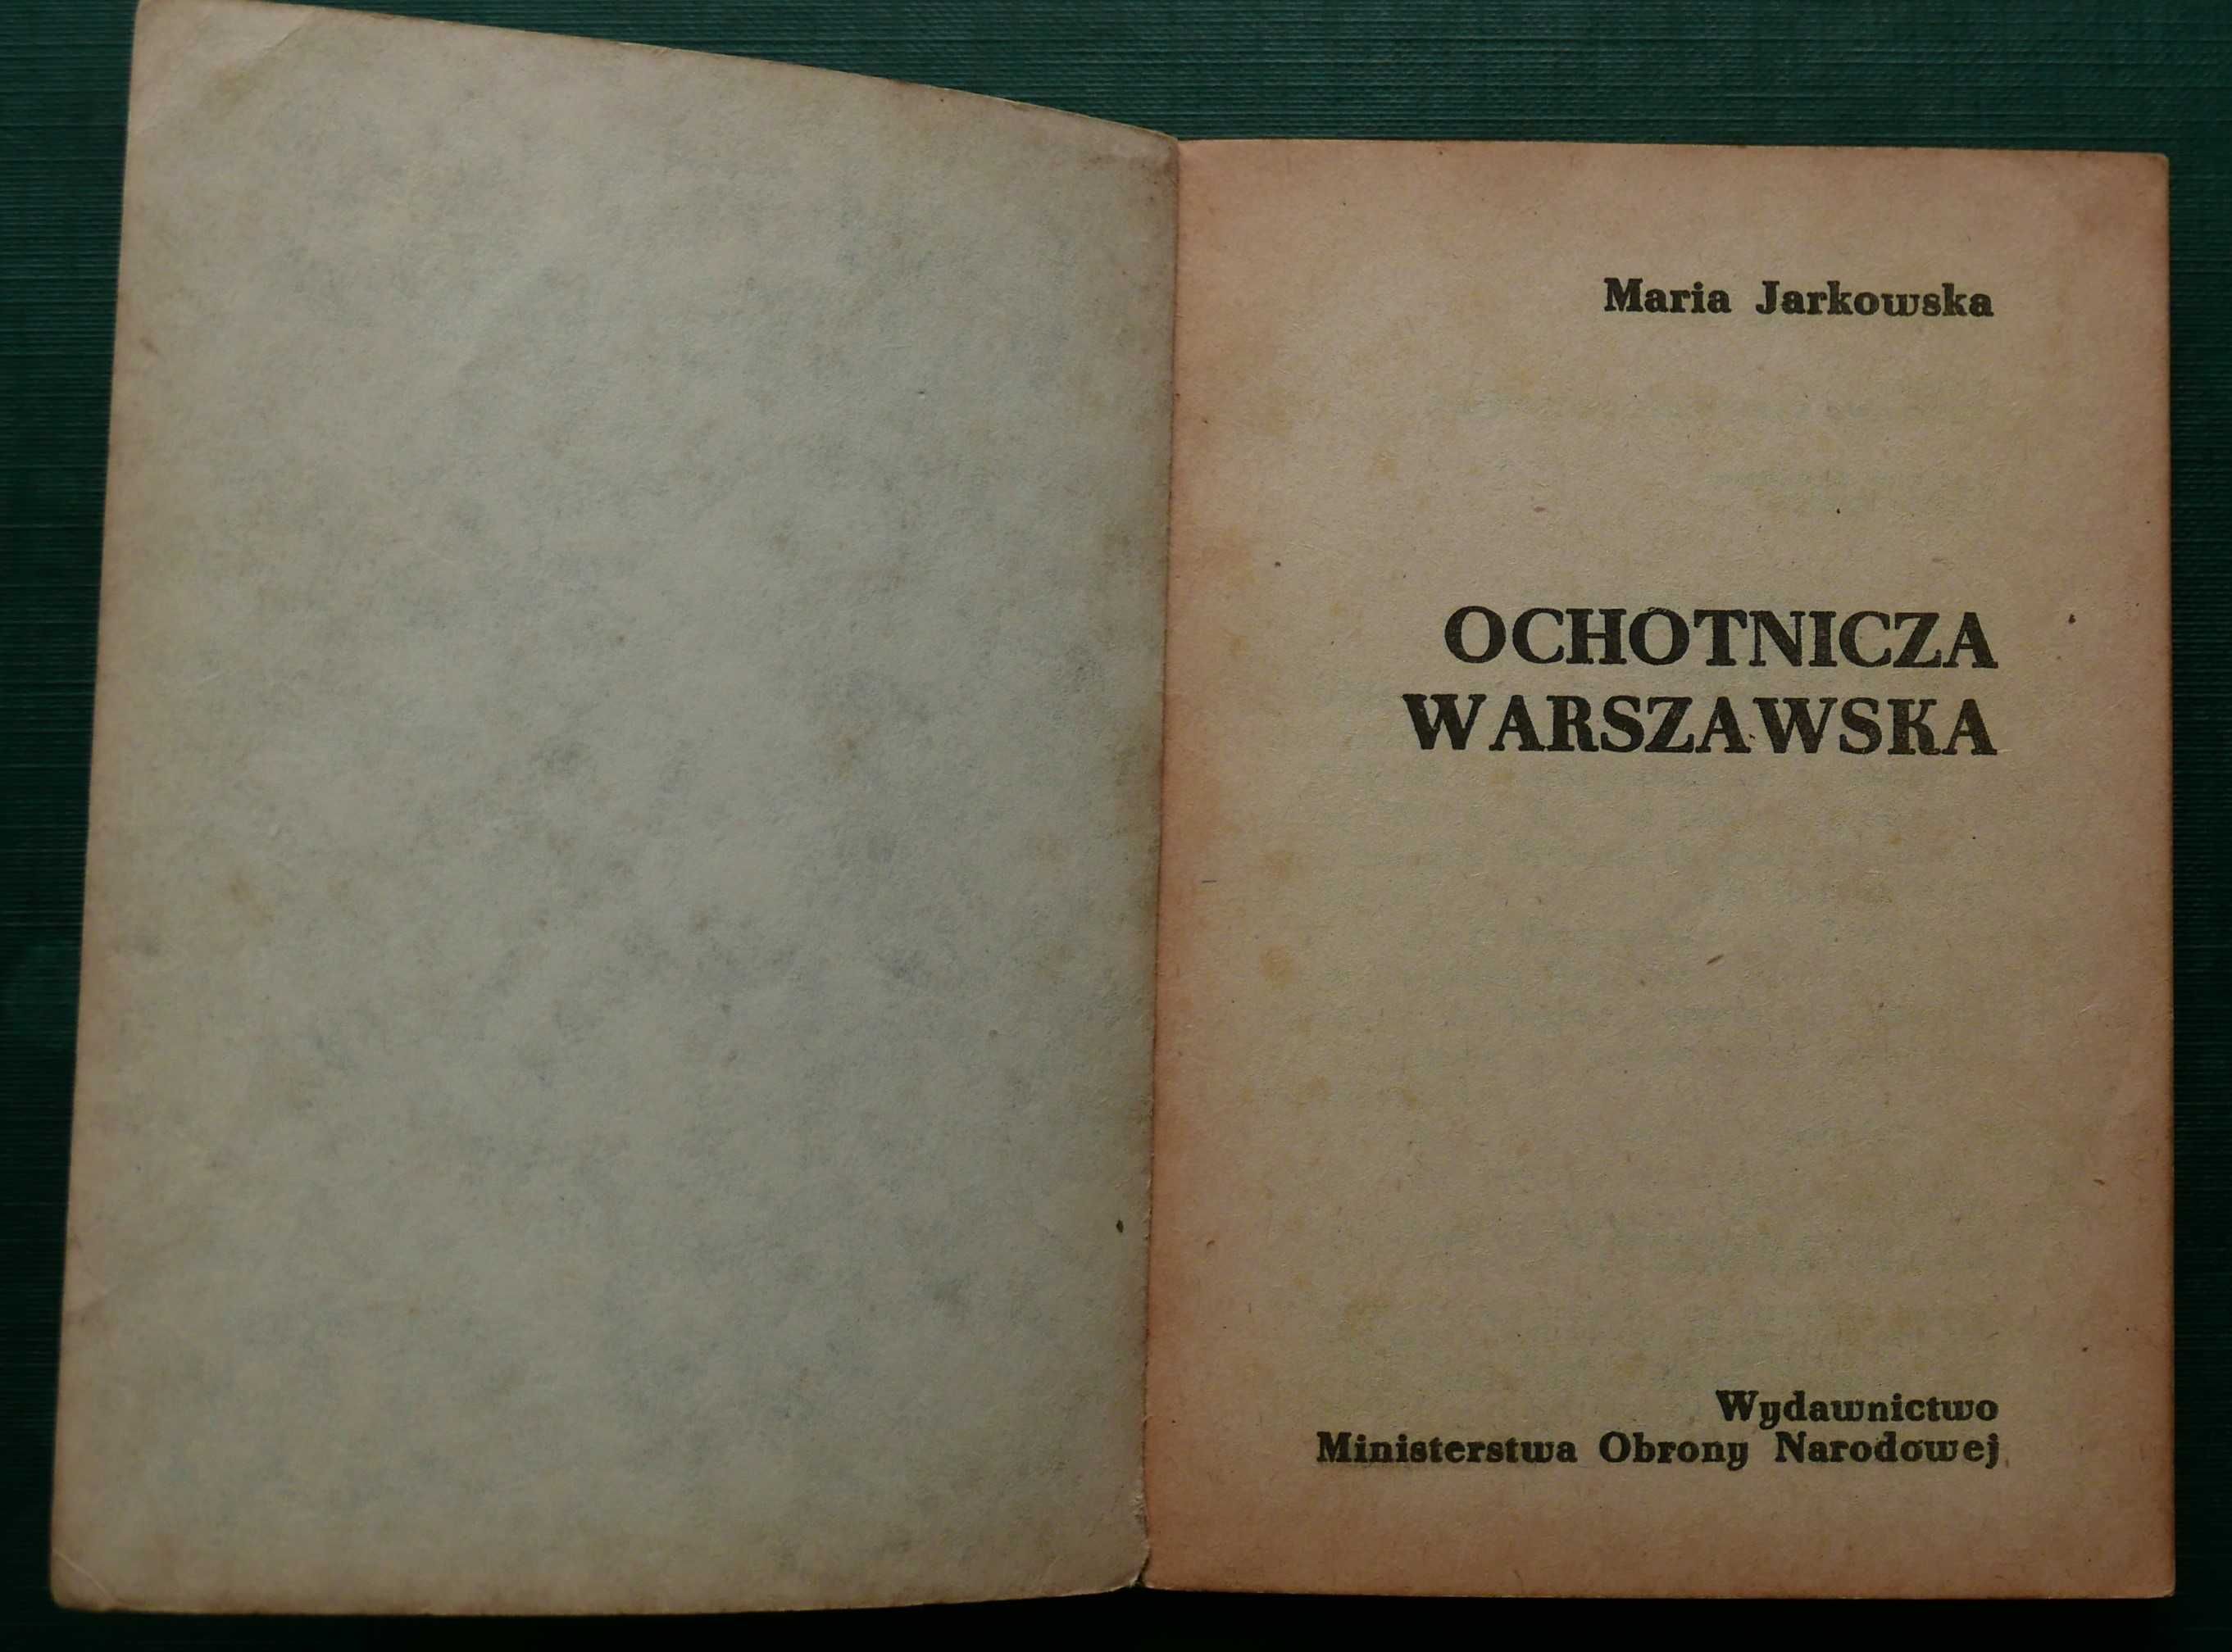 Maria Jarkowska
OCHOTNICZA
WARSZAWSKA
Wydawnictwo
Ministerstwa Obrony Narodowej